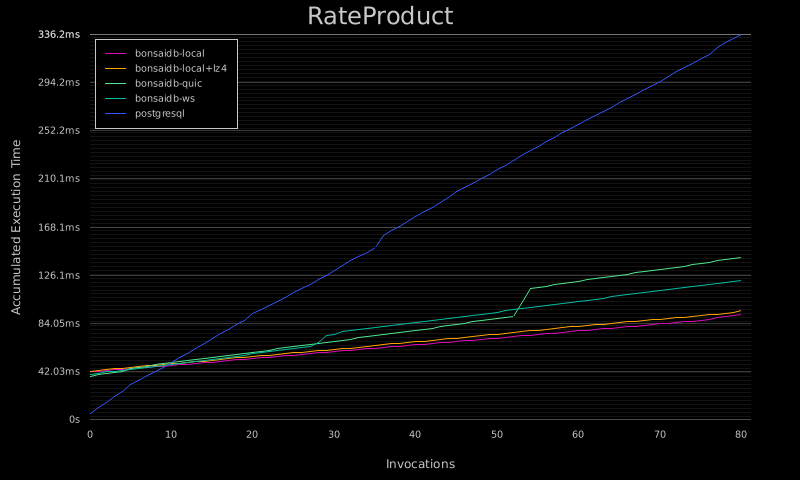 RateProduct
336.2ms
294.2ms
252.2ms
210.1ms
168.1ms
126.1ms
84.05ms
42.03ms
0s
Accumulated Execution Time
bonsaidb-local
bonsaidb-local+lz4
bonsaidb-quic
bonsaidb-ws
postgresql
0 10 20 30 40 50 60 70 80
Invocations